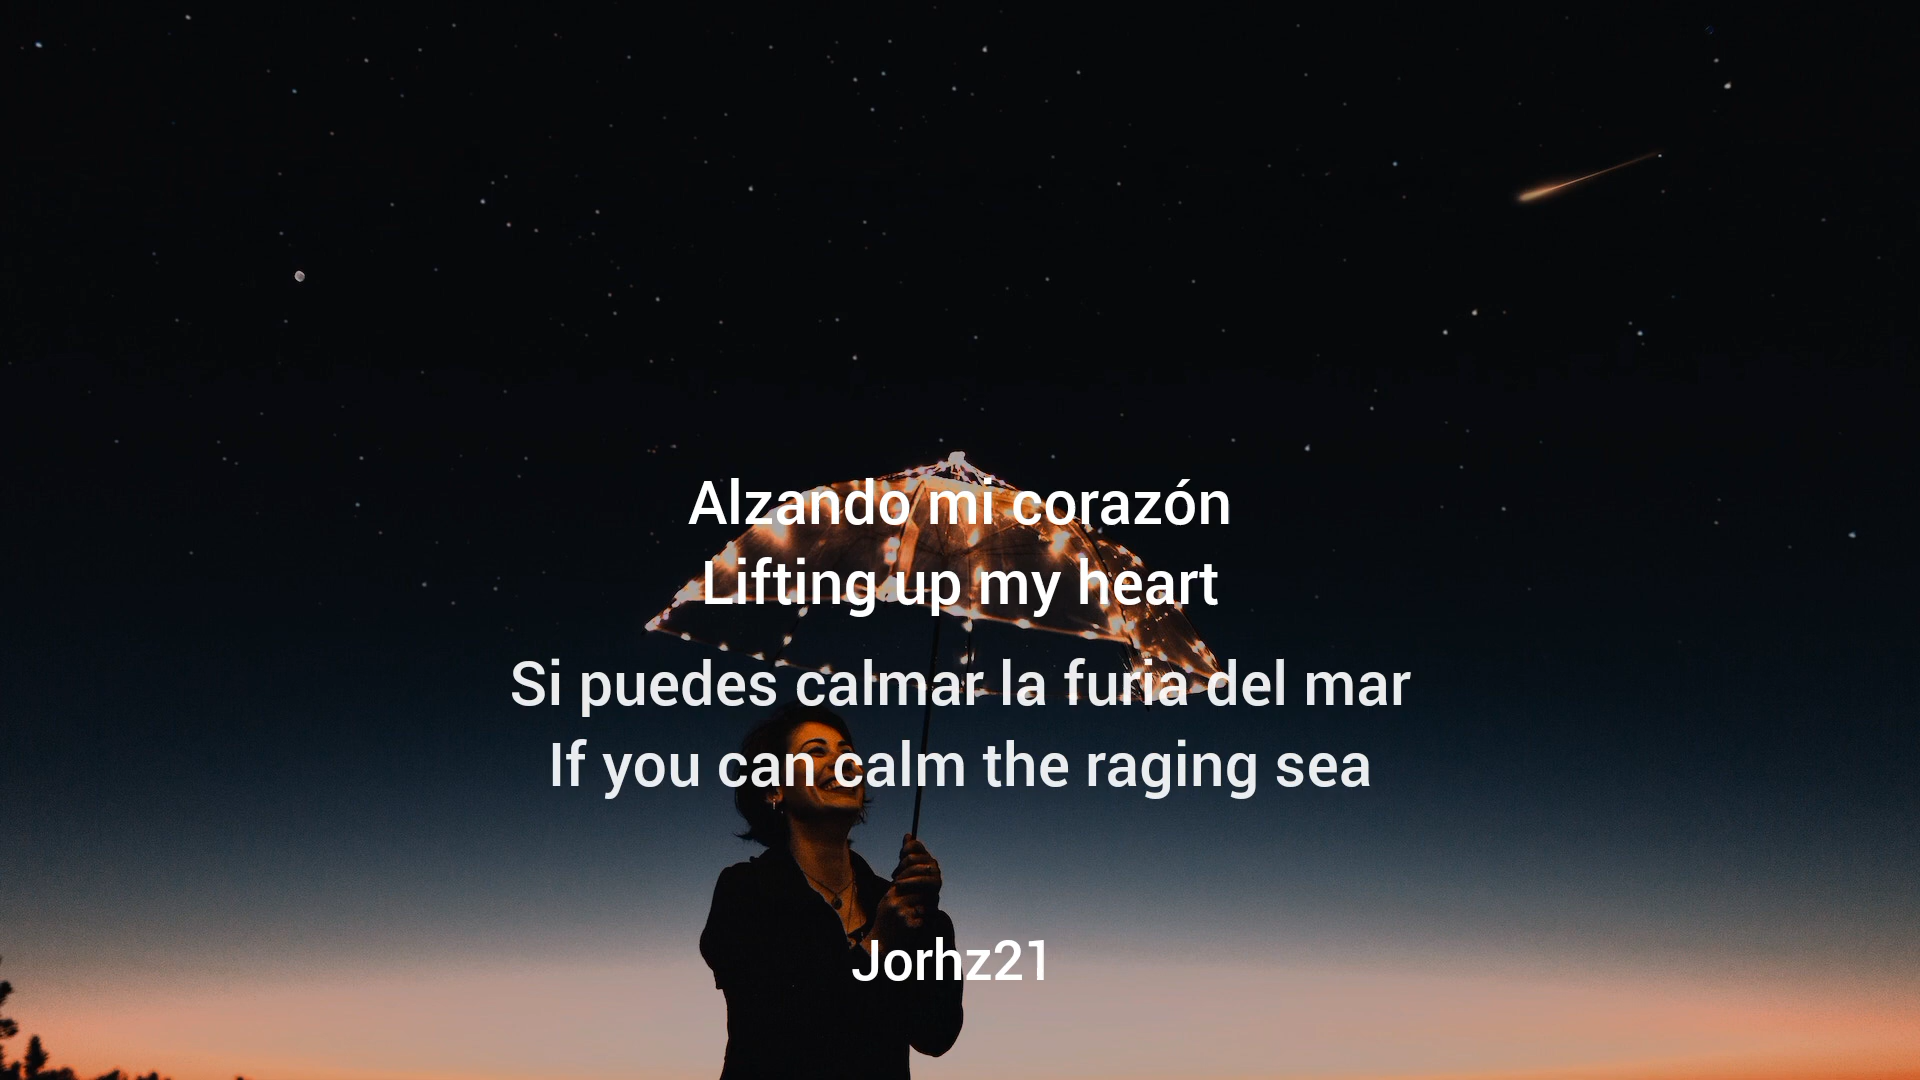 Alzando mi corazón
Lifting up my heart
Si puedes calmar la furia del mar
If you can calm the raging sea
Jorhz21